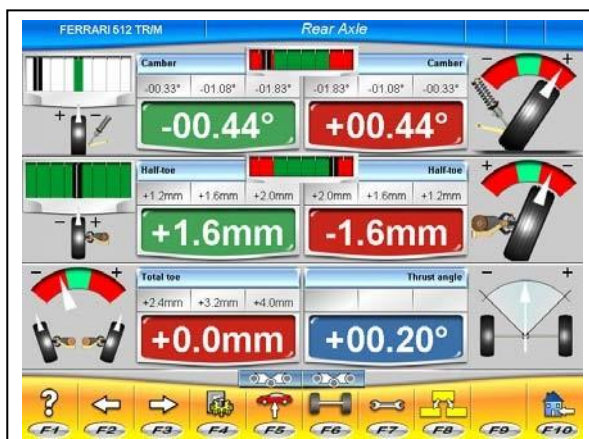 FERRARI 512 TR/M Rear Axle
Camber Camber
-00.33° -01.08° -01.83° -01.83° -01.08° -00.33°
-00.44° +00.44°
+ -
- +
Half-toe Half-toe
+1.2mm +1.6mm +2.0mm +2.0mm +1.6mm +1.2mm
+1.6mm -1.6mm
- +
+ -
Total toe Thrust angle
+2.4mm +3.2mm +4.0mm
+0.0mm +00.20°
- +
- +
?
F1 F2 F3 F4 F5 F6 F7 F8 F9 F10